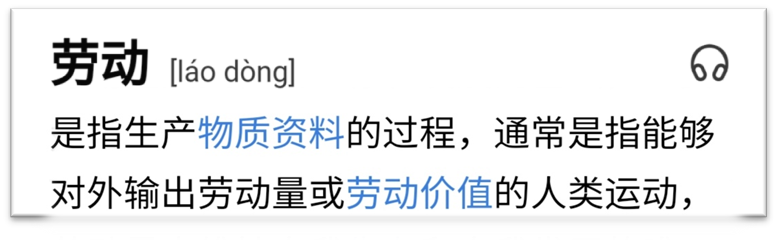 劳动 [láo dòng]
是指生产物质资料的过程，通常是指能够
对外输出劳动量或劳动价值的人类运动，